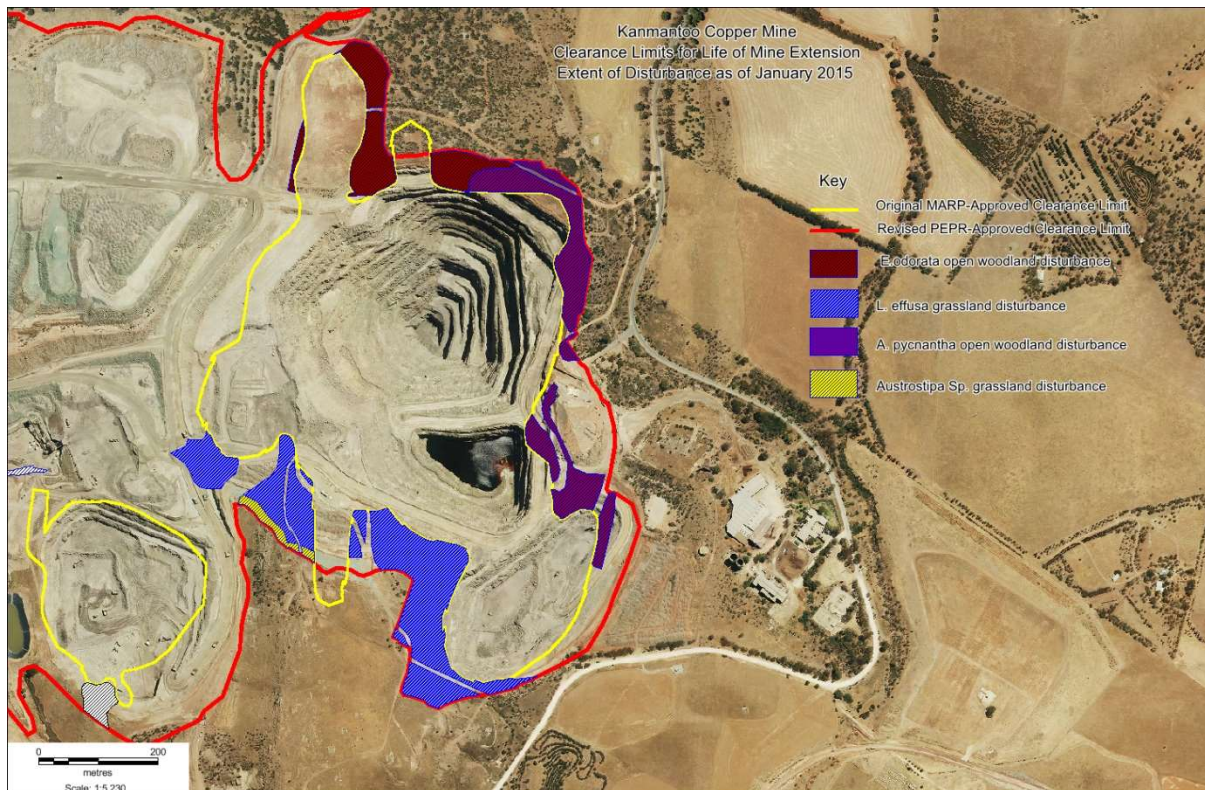 Kanmantoo Copper Mine
Clearance Limits for Life of Mine Extension
Extent of Disturbance as of January 2015
Key
Original MARP-Approved Clearance Limit
Revised PEPR-Approved Clearance Limit
E.odorata open woodland disturbance
L. effusa grassland disturbance
A. pycnantha open woodland disturbance
Austrostipa Sp. grassland disturbance
0 200
metres
Scale: 1:5,230